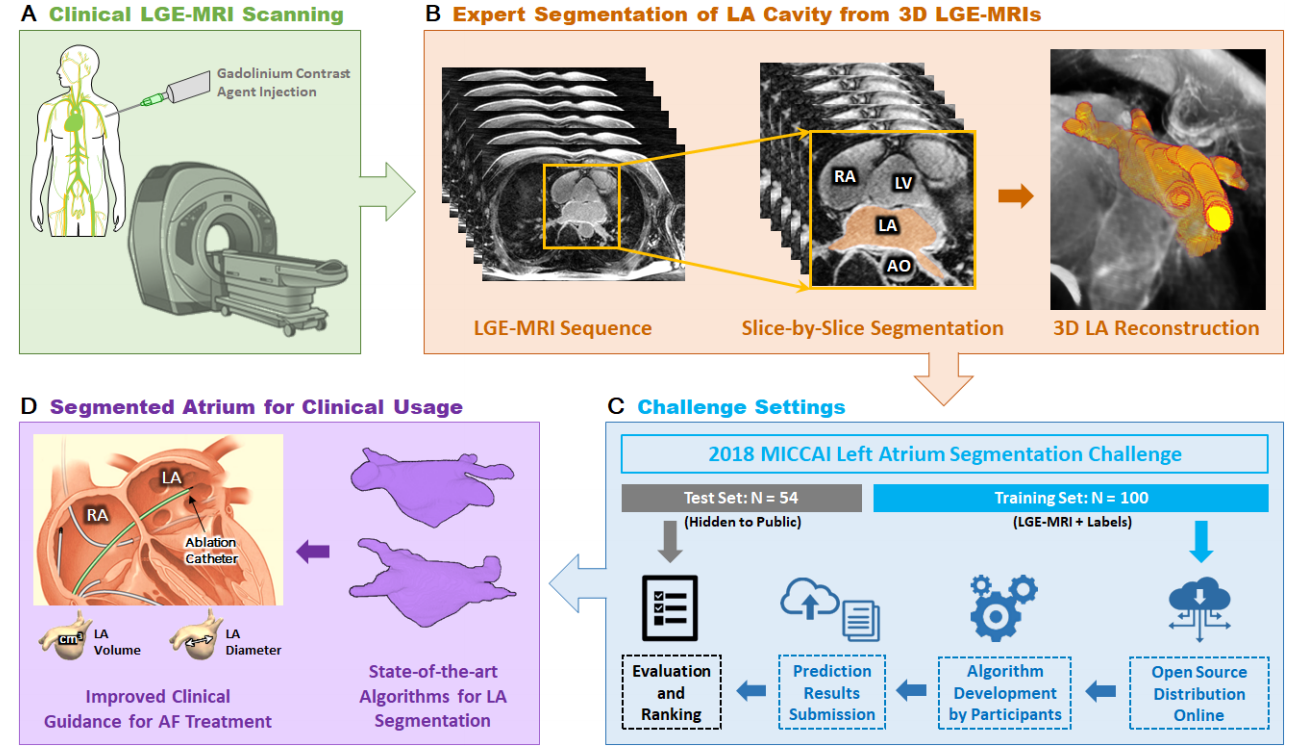 A Clinical LGE-MRI Scanning
Gadolinium Contrast
Agent Injection
B Expert Segmentation of LA Cavity from 3D LGE-MRIs
RA
LV
LA
AO
LGE-MRI Sequence
Slice-by-Slice Segmentation
3D LA Reconstruction
C Challenge Settings
2018 MICCAI Left Atrium Segmentation Challenge
Test Set: N = 54
(Hidden to Public)
Training Set: N = 100
(LGE-MRI + Labels)
Evaluation
and
Ranking
Prediction
Results
Submission
Algorithm
Development
by Participants
Open Source
Distribution
Online
D Segmented Atrium for Clinical Usage
LA
RA
Ablation
Catheter
cm3
LA
Volume
LA
Diameter
Improved Clinical
Guidance for AF Treatment
State-of-the-art
Algorithms for LA
Segmentation